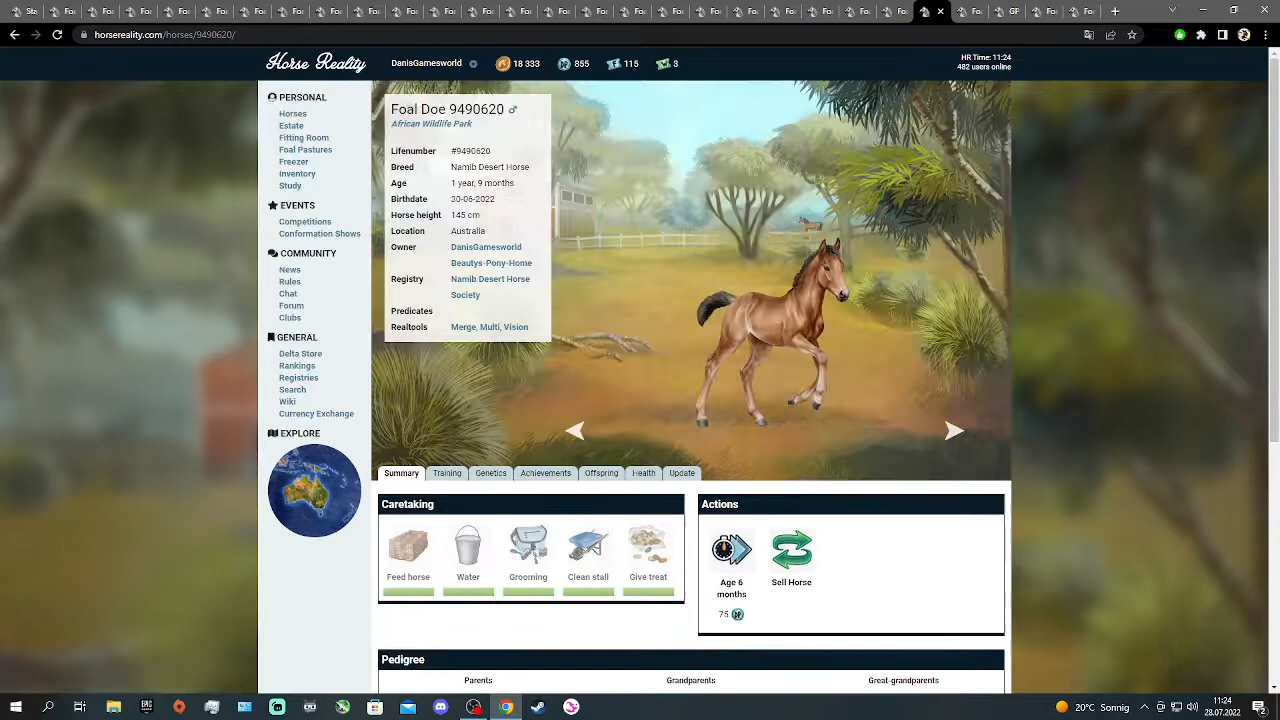 horsereality.com/horses/9490620/
Horse Reality
DanisGamesworld
18 333
855
115
3
HR Time: 11:24
482 users online
PERSONAL
Horses
Estate
Fitting Room
Foal Pastures
Freezer
Inventory
Study
EVENTS
Competitions
Conformation Shows
COMMUNITY
News
Rules
Chat
Forum
Clubs
GENERAL
Delta Store
Rankings
Registries
Search
Wiki
Currency Exchange
EXPLORE
Foal Doe 9490620 ♂
African Wildlife Park
Lifenumber #9490620
Breed Namib Desert Horse
Age 1 year, 9 months
Birthdate 30-06-2022
Horse height 145 cm
Location Australia
Owner DanisGamesworld
Beautys-Pony-Home
Registry Namib Desert Horse
Society
Predicates
Realtools Merge, Multi, Vision
Summary Training Genetics Achievements Offspring Health Update
Caretaking
Feed horse Water Grooming Clean stall Give treat
Actions
Age 6
months
75
Sell Horse
Pedigree
Parents Grandparents Great-grandparents
20°C Sonnig
11:24
28.07.2022